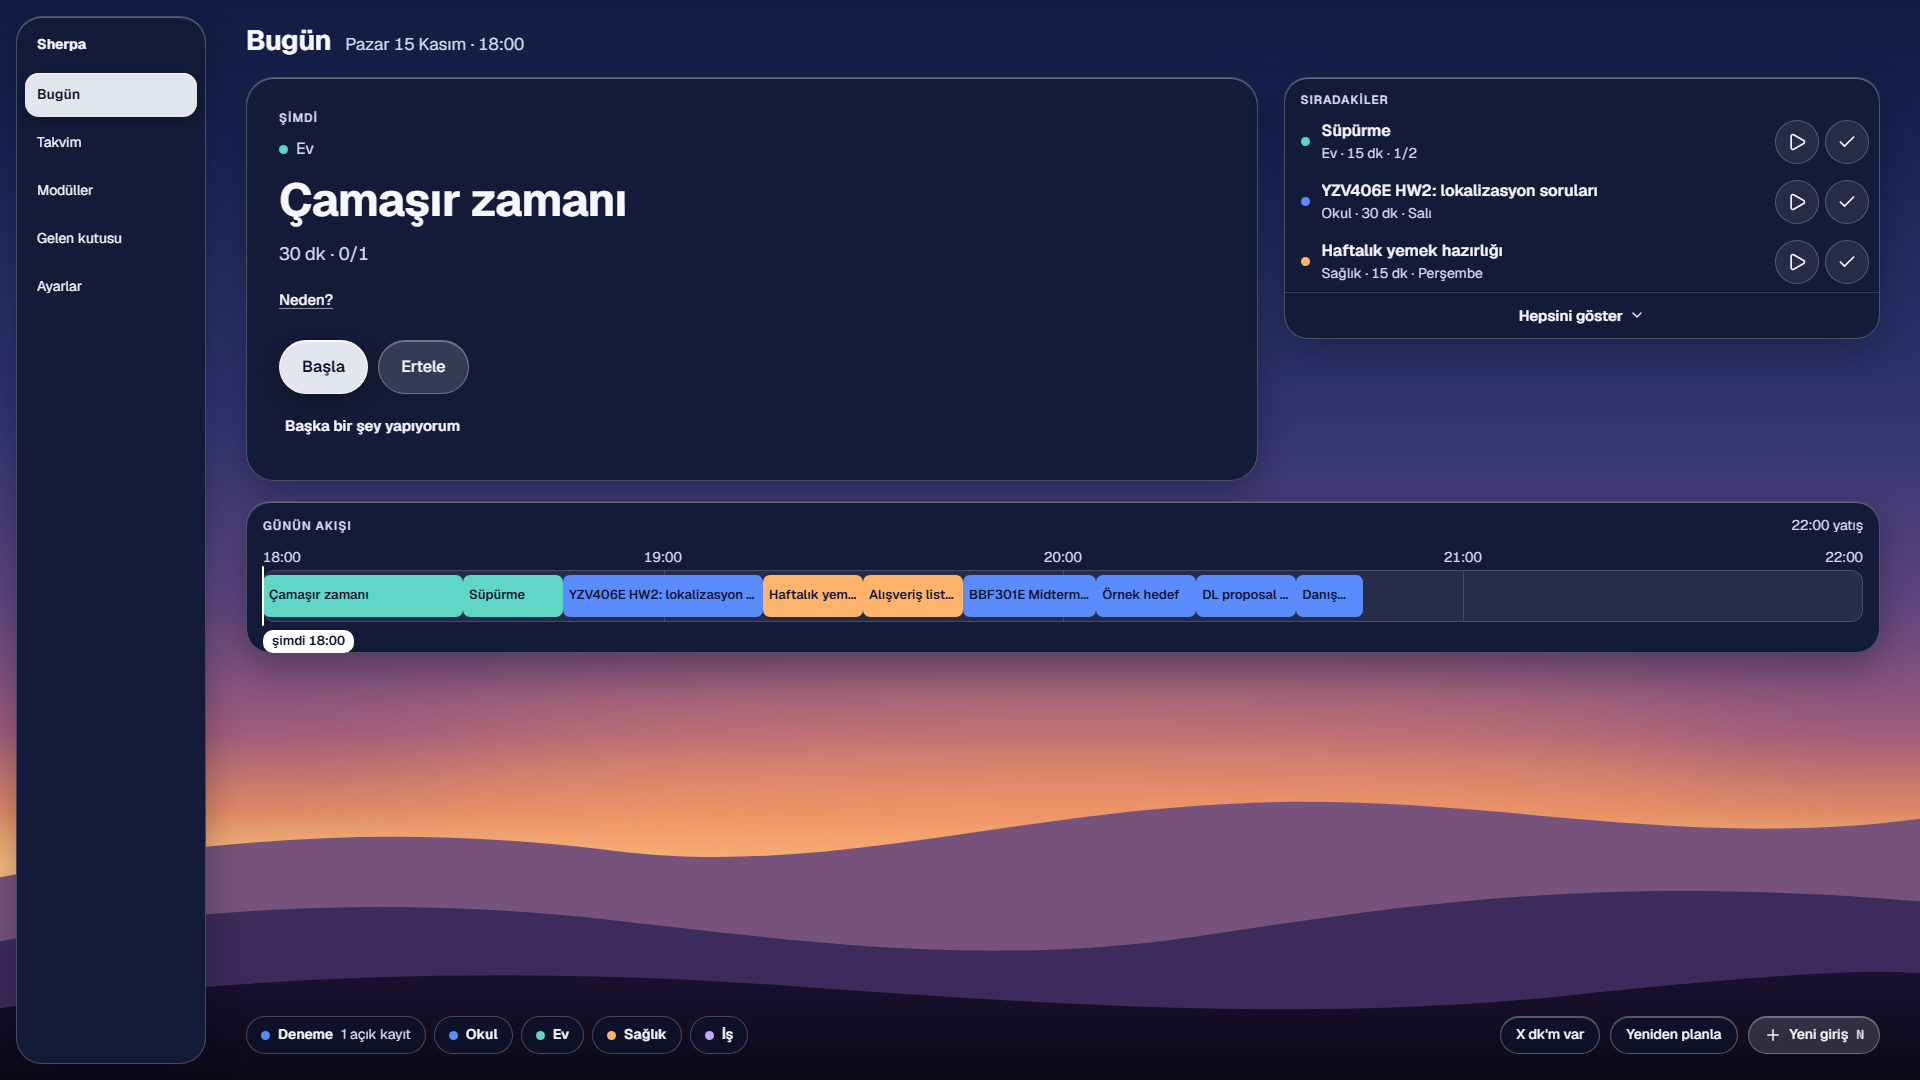 Sherpa
Bugün
Takvim
Modüller
Gelen kutusu
Ayarlar
Bugün Pazar 15 Kasım · 18:00
ŞİMDİ
Ev
Çamaşır zamanı
30 dk · 0/1
Neden?
Başla Ertele
Başka bir şey yapıyorum
SIRADAKİLER
Süpürme
Ev · 15 dk · 1/2
YZV406E HW2: lokalizasyon soruları
Okul · 30 dk · Salı
Haftalık yemek hazırlığı
Sağlık · 15 dk · Perşembe
Hepsini göster
GÜNÜN AKIŞI 22:00 yatış
18:00 19:00 20:00 21:00 22:00
Çamaşır zamanı Süpürme YZV406E HW2: lokalizasyon ... Haftalık yem... Alışveriş list... BBF301E Midterm... Örnek hedef DL proposal ... Danış...
şimdi 18:00
Deneme 1 açık kayıt Okul Ev Sağlık İş
X dk'm var Yeniden planla Yeni giriş N